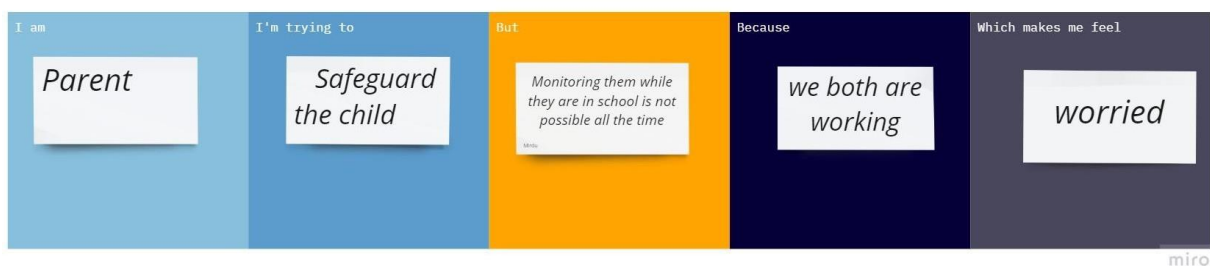 I am
Parent
I'm trying to
Safeguard
the child
But
Monitoring them while
they are in school is not
possible all the time
Because
we both are
working
Which makes me feel
worried
miro